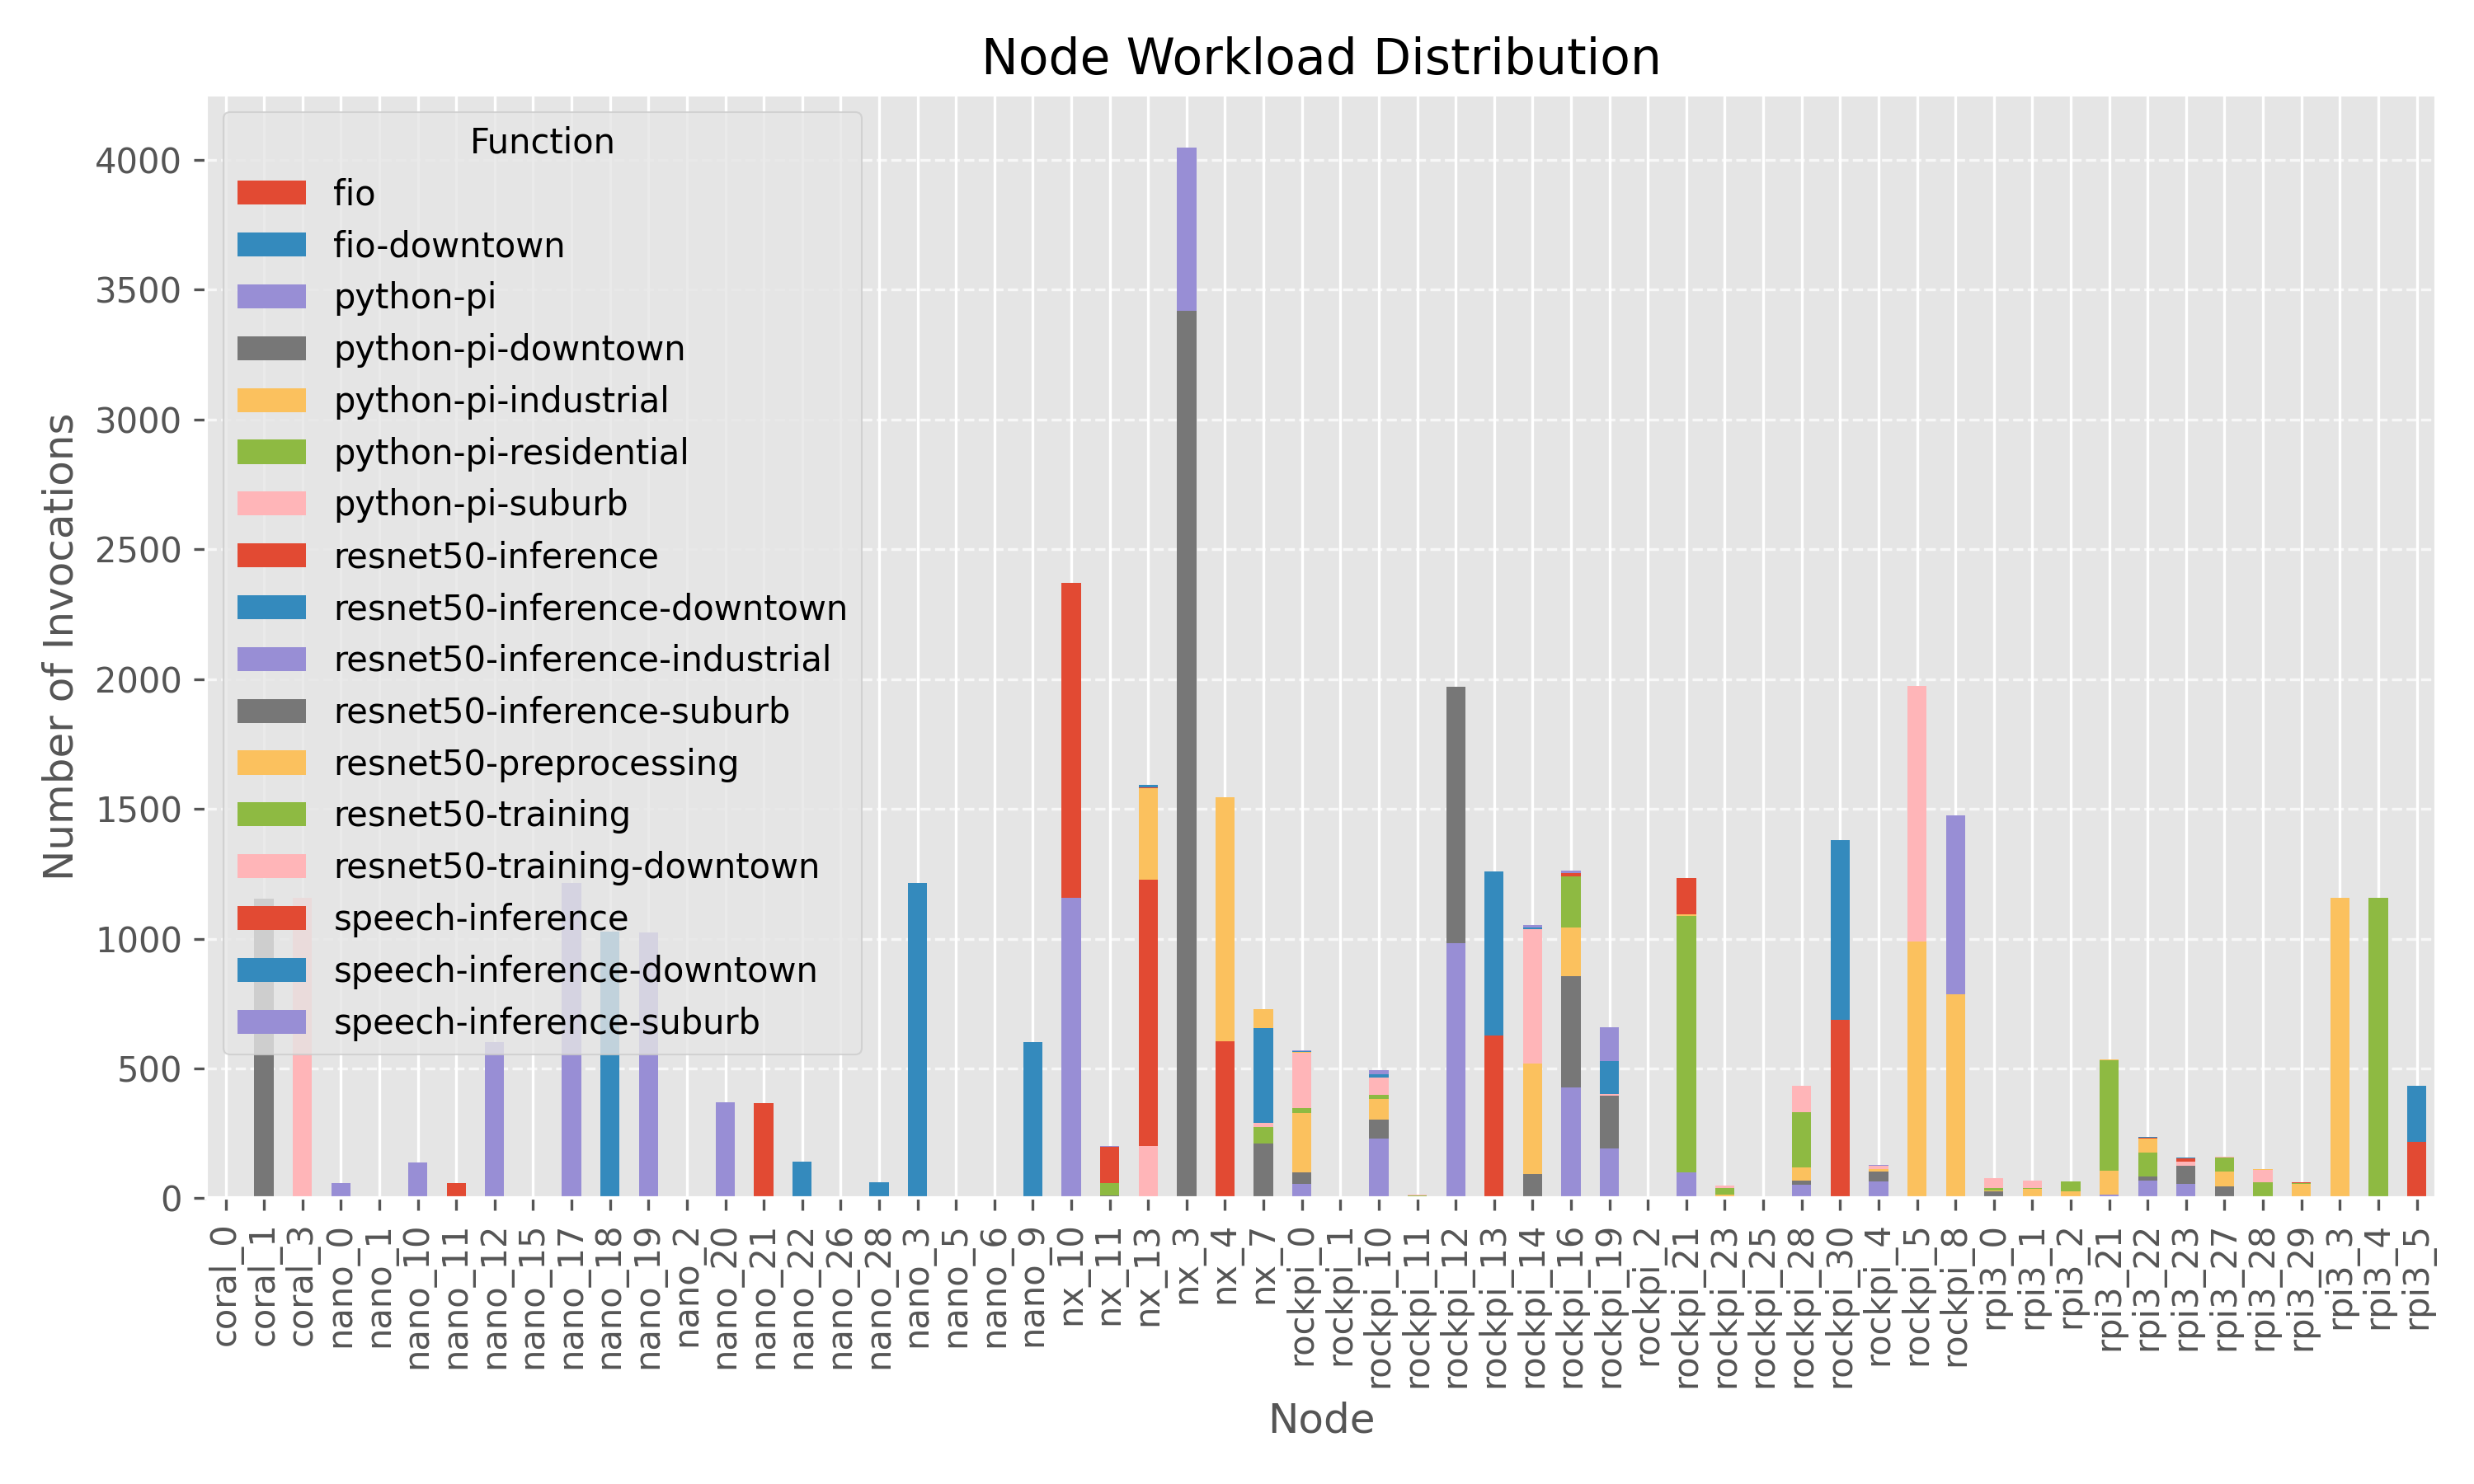 Node Workload Distribution
Function
fio
fio-downtown
python-pi
python-pi-downtown
python-pi-industrial
python-pi-residential
python-pi-suburb
resnet50-inference
resnet50-inference-downtown
resnet50-inference-industrial
resnet50-inference-suburb
resnet50-preprocessing
resnet50-training
resnet50-training-downtown
speech-inference
speech-inference-downtown
speech-inference-suburb
Number of Invocations
4000
3500
3000
2500
2000
1500
1000
500
0
coral_0
coral_1
coral_3
nano_0
nano_1
nano_10
nano_11
nano_12
nano_15
nano_17
nano_18
nano_19
nano_2
nano_20
nano_21
nano_22
nano_26
nano_28
nano_3
nano_5
nano_6
nano_9
nx_10
nx_11
nx_13
nx_3
nx_4
nx_7
rockpi_0
rockpi_1
rockpi_10
rockpi_11
rockpi_12
rockpi_13
rockpi_14
rockpi_16
rockpi_19
rockpi_2
rockpi_21
rockpi_23
rockpi_25
rockpi_28
rockpi_30
rockpi_4
rockpi_5
rockpi_8
rpi3_0
rpi3_1
rpi3_2
rpi3_21
rpi3_22
rpi3_23
rpi3_27
rpi3_28
rpi3_29
rpi3_3
rpi3_4
rpi3_5
Node